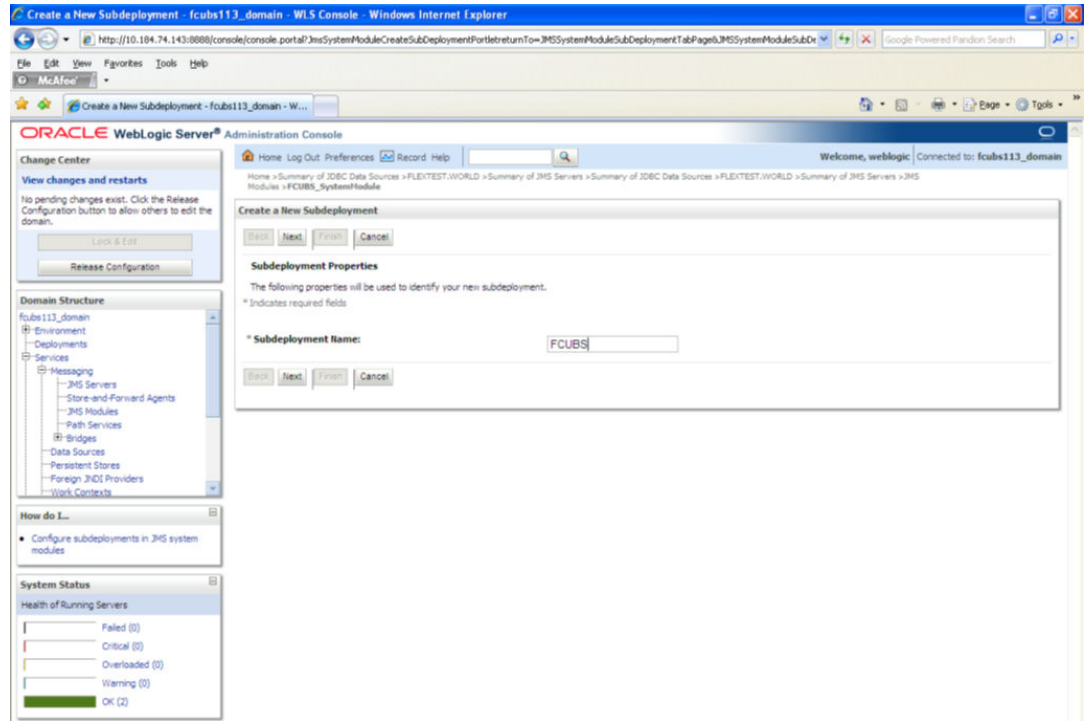 Create a New Subdeployment - fcubs113_domain - WLS Console - Windows Internet Explorer
http://10.184.74.143:8888/console/console.portal?JmsSystemModuleCreateSubDeploymentPortletreturnTo=JMSSystemModuleSubDeploymentTabPage&JMSSystemModuleSubDe
Google Powered Pandion Search
File Edit View Favorites Tools Help
McAfee
Create a New Subdeployment - fcubs113_domain - W...
Page Tools
ORACLE WebLogic Server® Administration Console
Change Center
View changes and restarts
No pending changes exist. Click the Release
Configuration button to allow others to edit the
domain.
Lock & Edit
Release Configuration
Domain Structure
fcubs113_domain
Environment
Deployments
Services
Messaging
JMS Servers
Store-and-Forward Agents
JMS Modules
Path Services
Bridges
Data Sources
Persistent Stores
Foreign JNDI Providers
Work Contexts
How do I...
Configure subdeployments in JMS system
modules
System Status
Health of Running Servers
Failed (0)
Critical (0)
Overloaded (0)
Warning (0)
OK (2)
Home Log Out Preferences Record Help
Welcome, weblogic Connected to: fcubs113_domain
Home >Summary of JDBC Data Sources >FLEXTEST.WORLD >Summary of JMS Servers >Summary of JDBC Data Sources >FLEXTEST.WORLD >Summary of JMS Servers >JMS
Modules >FCUBS_SystemModule
Create a New Subdeployment
Back Next Finish Cancel
Subdeployment Properties
The following properties will be used to identify your new subdeployment.
* Indicates required fields
* Subdeployment Name:
FCUBS
Back Next Finish Cancel